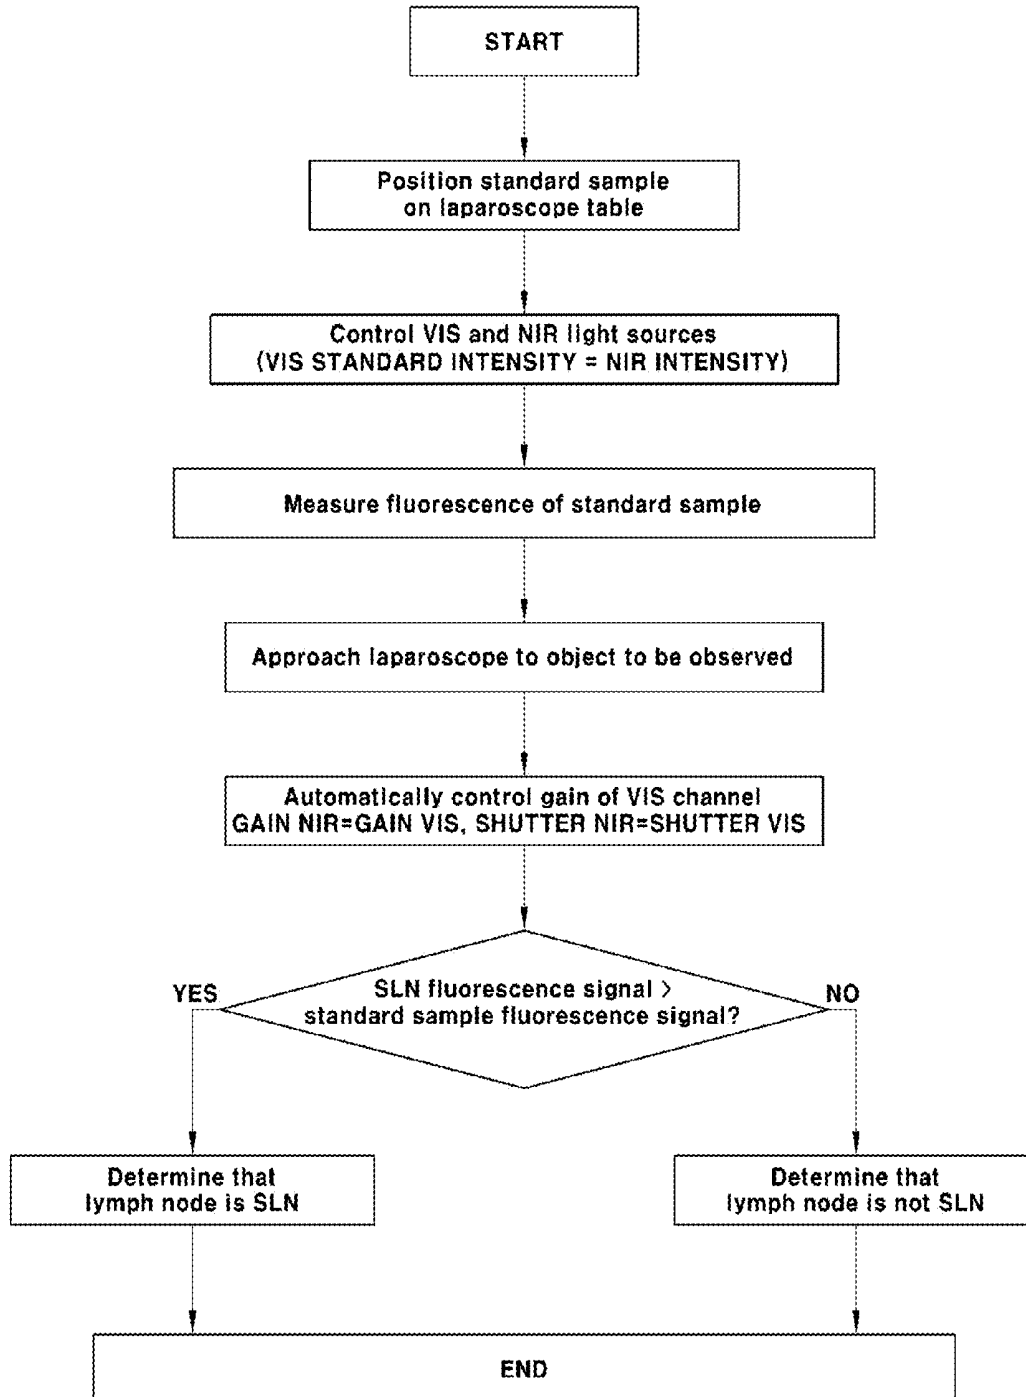 START
Position standard sample
on laparoscope table
Control VIS and NIR light sources
(VIS STANDARD INTENSITY = NIR INTENSITY)
Measure fluorescence of standard sample
Approach laparoscope to object to be observed
Automatically control gain of VIS channel
GAIN NIR=GAIN VIS, SHUTTER NIR=SHUTTER VIS
YES
SLN fluorescence signal >
standard sample fluorescence signal?
NO
Determine that
lymph node is SLN
Determine that
lymph node is not SLN
END